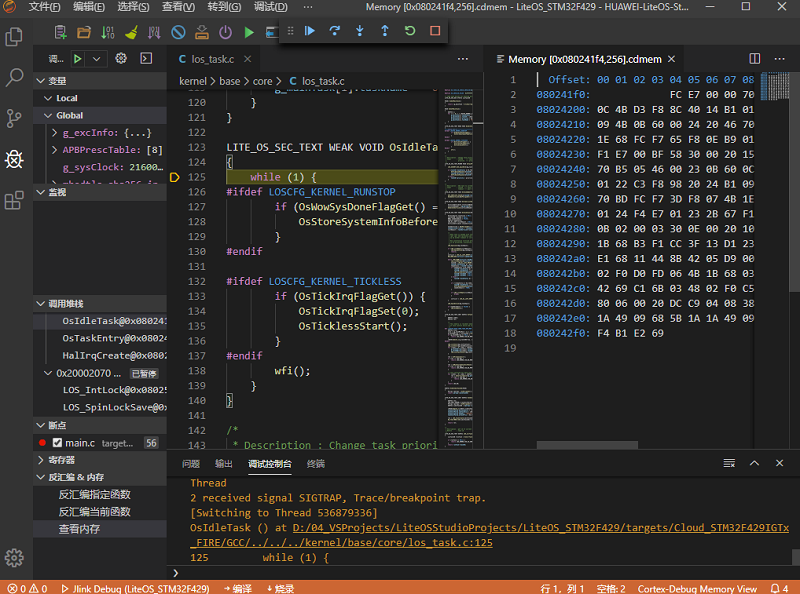 文件(F) 编辑(E) 选择(S) 查看(V) 转到(G) 调试(D) ··· Memory [0x080241f4,256].cdmem - LiteOS_STM32F429 - HUAWEI-LiteOS-St...
调...
变量
Local
Global
g_excInfo: {...}
APBPrescTable: [8]
g_sysClock: 21600...
监视
调用堆栈
OsIdleTask@0x08024
OsTaskEntry@0x0802
HalIrqCreate@0x0802
0x20002070 ... 已暂停
LOS_IntLock@0x0802
LOS_SpinLockSave@0x
断点
main.c target... 56
寄存器
反汇编 & 内存
反汇编指定函数
反汇编当前函数
查看内存
los_task.c
kernel > base > core > C los_task.c
120 }
121 }
122
123 LITE_OS_SEC_TEXT WEAK VOID OsIdleTa
124 {
125 while (1) {
126 #ifdef LOSCFG_KERNEL_RUNSTOP
127 if (OsWowSysDoneFlagGet() =
128 OsStoreSystemInfoBefore
129 }
130 #endif
131
132 #ifdef LOSCFG_KERNEL_TICKLESS
133 if (OsTickIrqFlagGet()) {
134 OsTickIrqFlagSet(0);
135 OsTicklessStart();
136 }
137 #endif
138 wfi();
139 }
140 }
141
142 /*
143 * Description : Change task priori
Memory [0x080241f4,256].cdmem
1 Offset: 00 01 02 03 04 05 06 07 08
2 080241f0: FC E7 00 00 70
3 08024200: 0C 4B D3 F8 8C 40 14 B1 01
4 08024210: 09 4B 0B 60 00 24 20 46 70
5 08024220: 1E 68 FC F7 65 F8 0E B9 01
6 08024230: F1 E7 00 BF 58 30 00 20 15
7 08024240: 70 B5 05 46 00 23 0B 60 0C
8 08024250: 01 22 C3 F8 98 20 24 B1 09
9 08024260: 70 BD FC F7 3D F8 07 4B 1E
10 08024270: 01 24 F4 E7 01 23 2B 67 F1
11 08024280: 0B 02 00 03 30 0E 00 20 10
12 08024290: 1B 68 B3 F1 CC 3F 13 D1 23
13 080242a0: E1 68 11 44 8B 42 05 D9 00
14 080242b0: 02 F0 D0 FD 06 4B 1B 68 03
15 080242c0: 42 69 C1 6B 03 48 02 F0 C5
16 080242d0: 80 06 00 20 DC C9 04 08 38
17 080242e0: 1A 49 09 68 5B 1A 1A 49 09
18 080242f0: F4 B1 E2 69
19
问题 输出 调试控制台 终端
Thread
2 received signal SIGTRAP, Trace/breakpoint trap.
[Switching to Thread 536879336]
OsIdleTask () at D:/04_VSProjects/LiteOSStudioProjects/LiteOS_STM32F429/targets/Cloud_STM32F429IGTx
_FIRE/GCC/../../../kernel/base/core/los_task.c:125
125 while (1) {
0 0 Jlink Debug (LiteOS_STM32F429) 编译 烧录 行 1, 列 1 空格: 2 Cortex-Debug Memory View 4